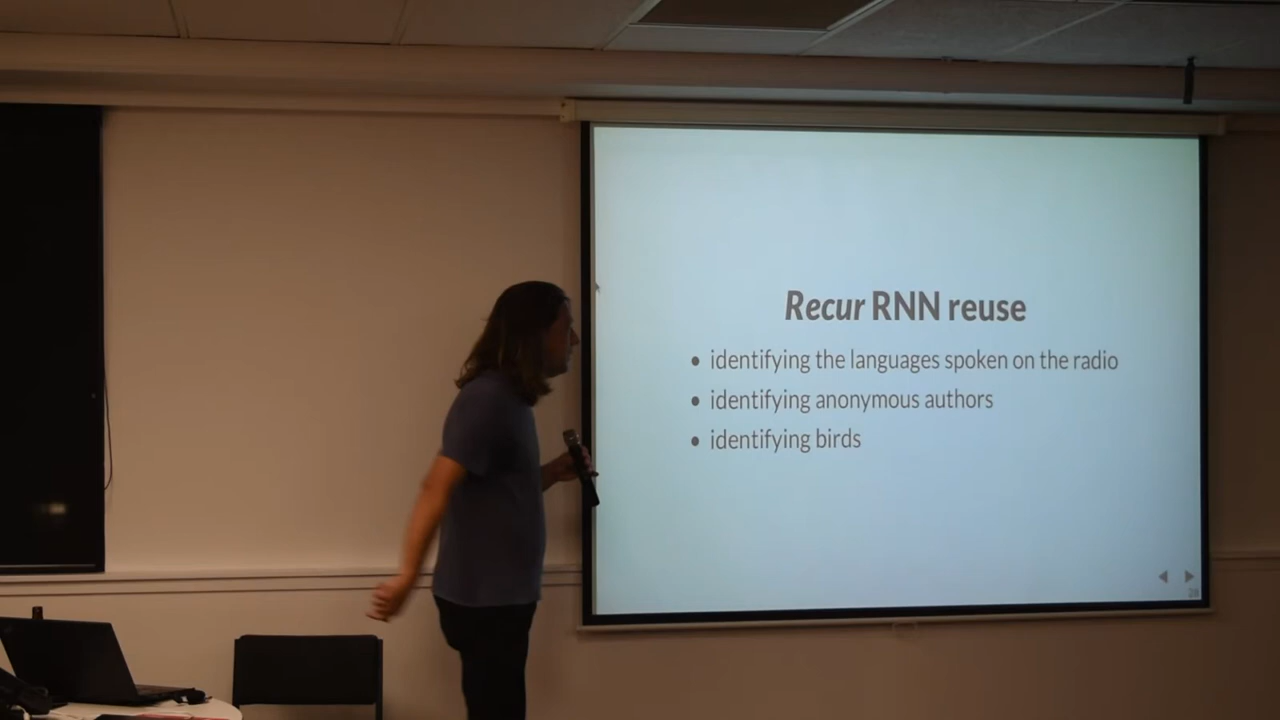 Recur RNN reuse
• identifying the languages spoken on the radio
• identifying anonymous authors
• identifying birds